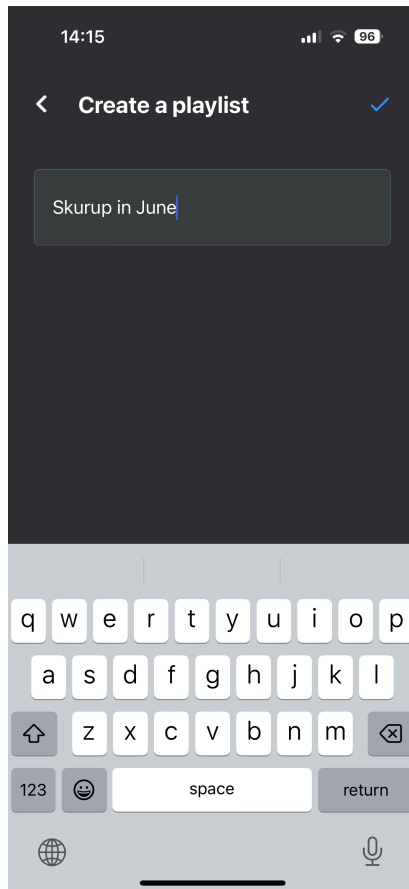 14:15
96
Create a playlist
Skurup in June
q w e r t y u i o p
a s d f g h j k l
z x c v b n m
123 space return